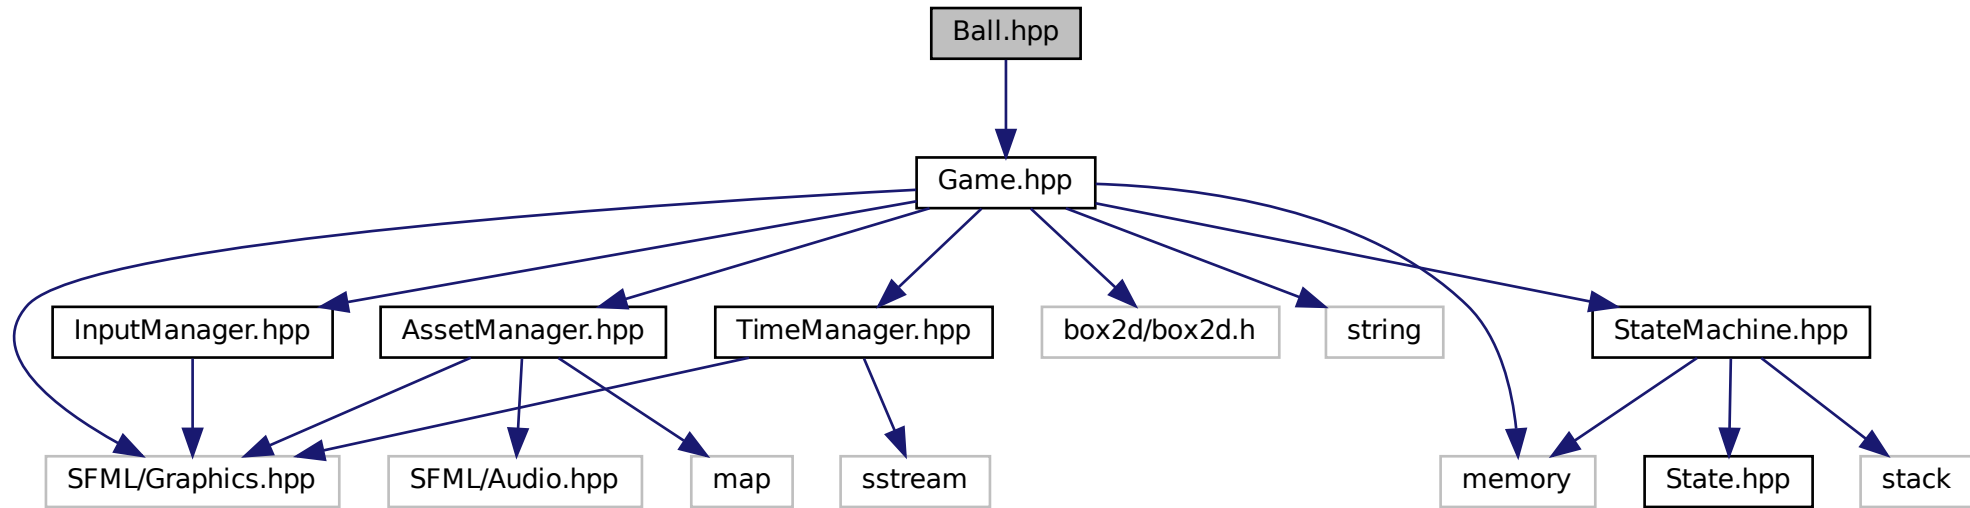 Ball.hpp
Game.hpp
InputManager.hpp
AssetManager.hpp
TimeManager.hpp
box2d/box2d.h
string
StateMachine.hpp
SFML/Graphics.hpp
SFML/Audio.hpp
map
sstream
memory
State.hpp
stack